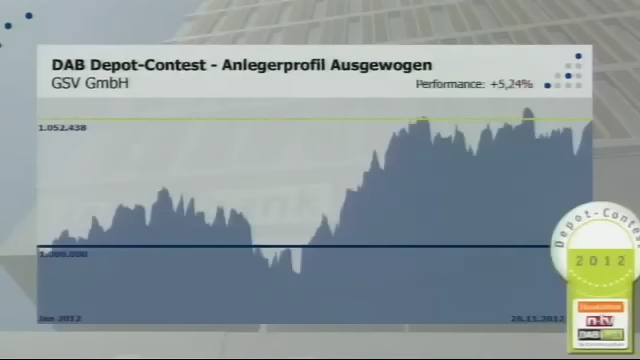 DAB Depot-Contest - Anlegerprofil Ausgewogen
GSV GmbH
Performance: +5,24%
1.052.438
1.000.000
Jan 2012
26.11.2012
Depot-Contest
2012
n-tv